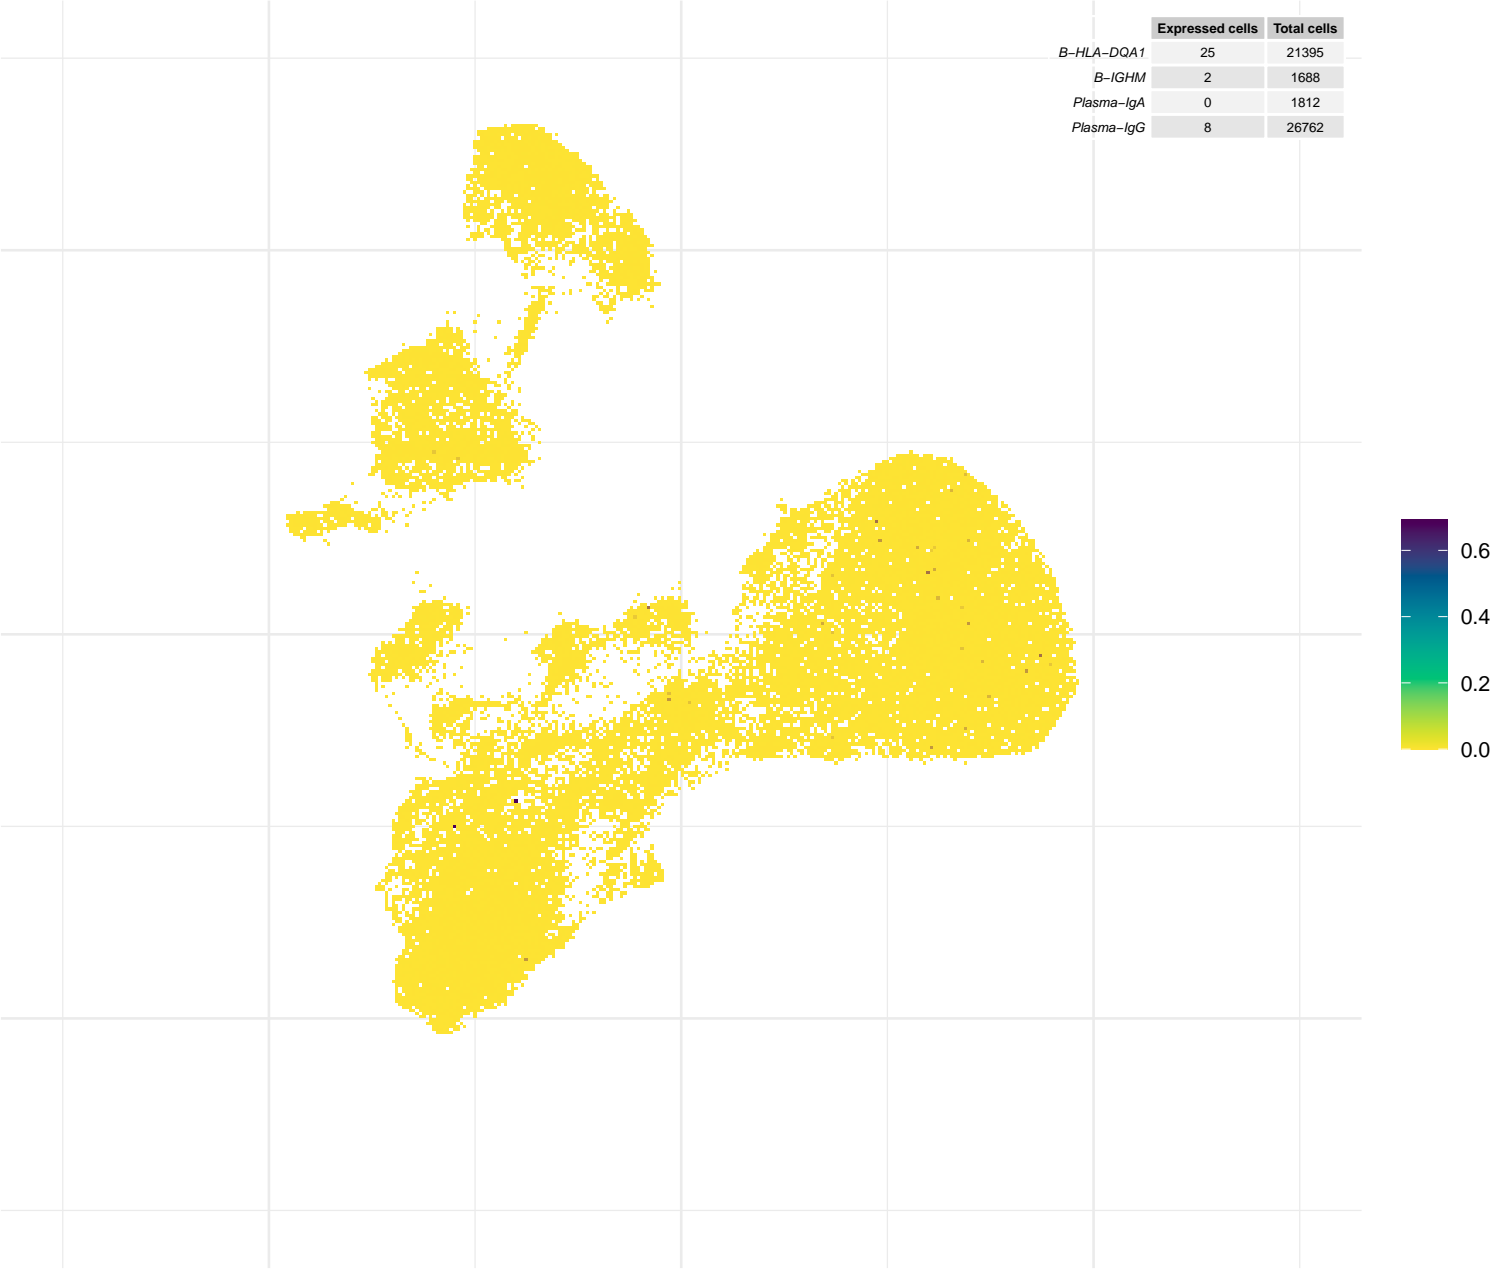 Expressed cells Total cells
B−HLA−DQA1 25 21395
B−IGHM 2 1688
Plasma−IgA 0 1812
Plasma−IgG 8 26762
0.6
0.4
0.2
0.0